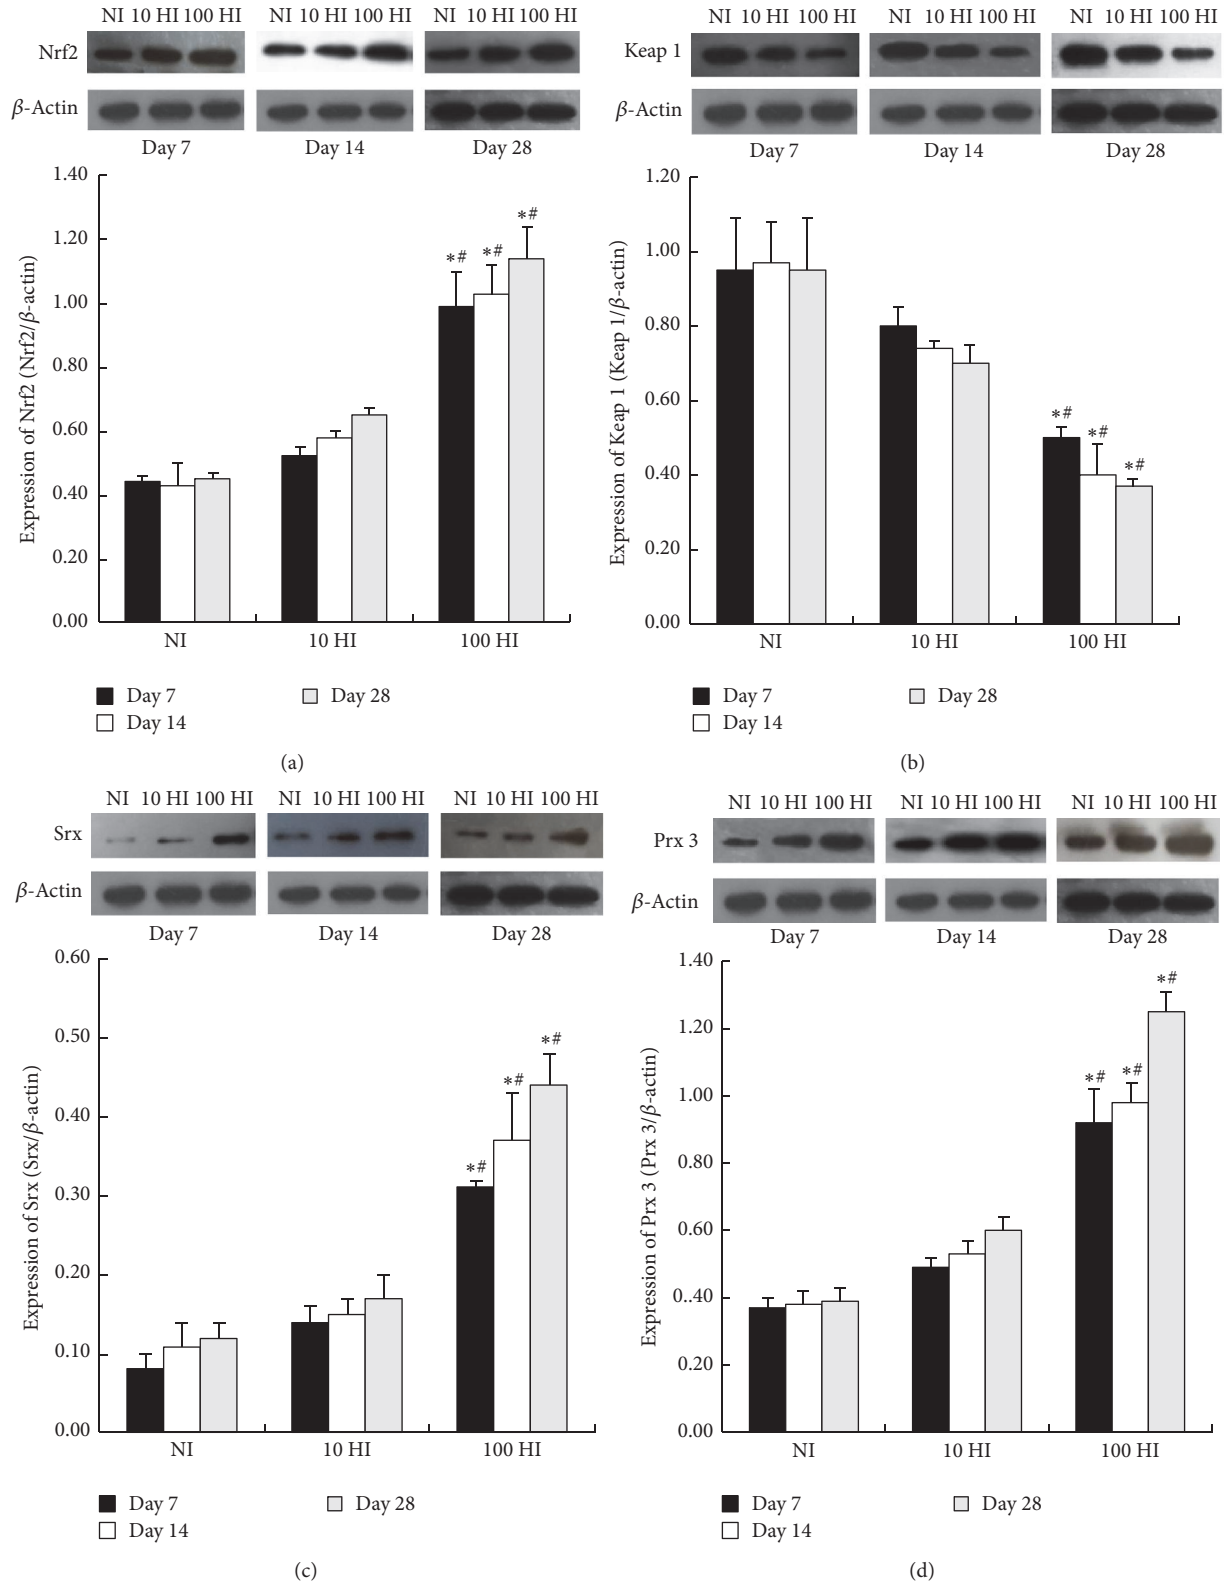 NI 10 HI 100 HI NI 10 HI 100 HI NI 10 HI 100 HI
Nrf2
β-Actin
Day 7 Day 14 Day 28
1.40
1.20
1.00
0.80
0.60
0.40
0.20
0.00
Expression of Nrf2 (Nrf2/β-actin)
*# *# *#
NI 10 HI 100 HI
Day 7 Day 28
Day 14
(a)
NI 10 HI 100 HI NI 10 HI 100 HI NI 10 HI 100 HI
Keap 1
β-Actin
Day 7 Day 14 Day 28
1.20
1.00
0.80
0.60
0.40
0.20
0.00
Expression of Keap 1 (Keap 1/β-actin)
*# *# *#
NI 10 HI 100 HI
Day 7 Day 28
Day 14
(b)
NI 10 HI 100 HI NI 10 HI 100 HI NI 10 HI 100 HI
Srx
β-Actin
Day 7 Day 14 Day 28
0.60
0.50
0.40
0.30
0.20
0.10
0.00
Expression of Srx (Srx/β-actin)
*# *# *#
NI 10 HI 100 HI
Day 7 Day 28
Day 14
(c)
NI 10 HI 100 HI NI 10 HI 100 HI NI 10 HI 100 HI
Prx 3
β-Actin
Day 7 Day 14 Day 28
1.40
1.20
1.00
0.80
0.60
0.40
0.20
0.00
Expression of Prx 3 (Prx 3/β-actin)
*# *# *#
NI 10 HI 100 HI
Day 7 Day 28
Day 14
(d)